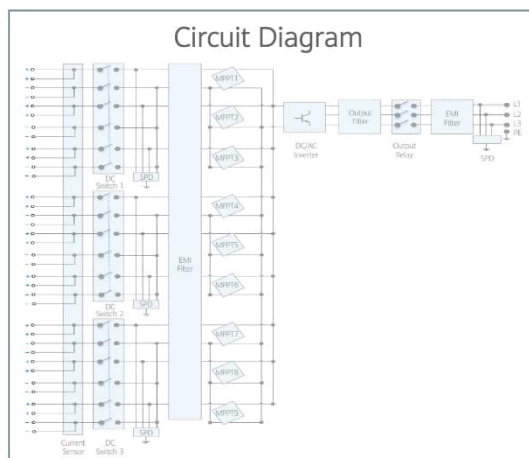 Circuit Diagram
MPPT1
MPPT2
MPPT3
SPD
DC
Switch 1
MPPT4
MPPT5
MPPT6
SPD
DC
Switch 2
EMI
Filter
MPPT7
MPPT8
MPPT9
SPD
Current
Sensor
DC
Switch 3
DC/AC
Inverter
Output
Filter
Output
Relay
EMI
Filter
L1
L2
L3
PE
SPD